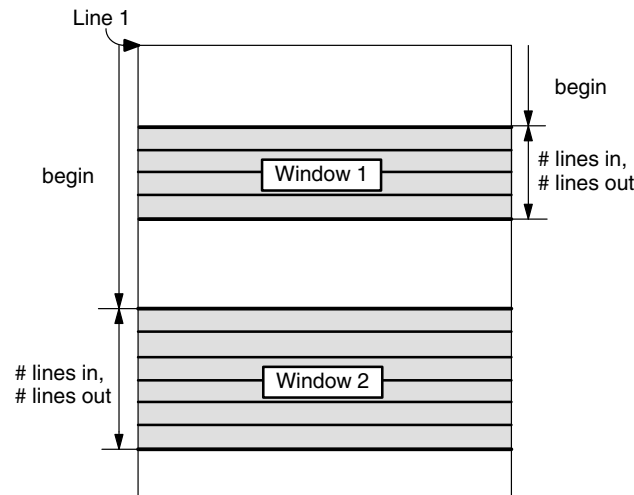 Line 1
begin
Window 1
# lines in,
# lines out
begin
Window 2
# lines in,
# lines out